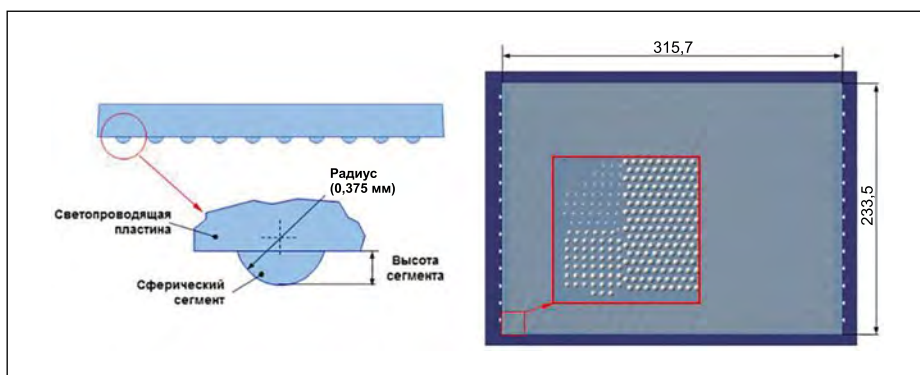 Радиус
(0,375 мм)
Светопроводящая
пластина
Сферический
сегмент
Высота
сегмента
315,7
233,5